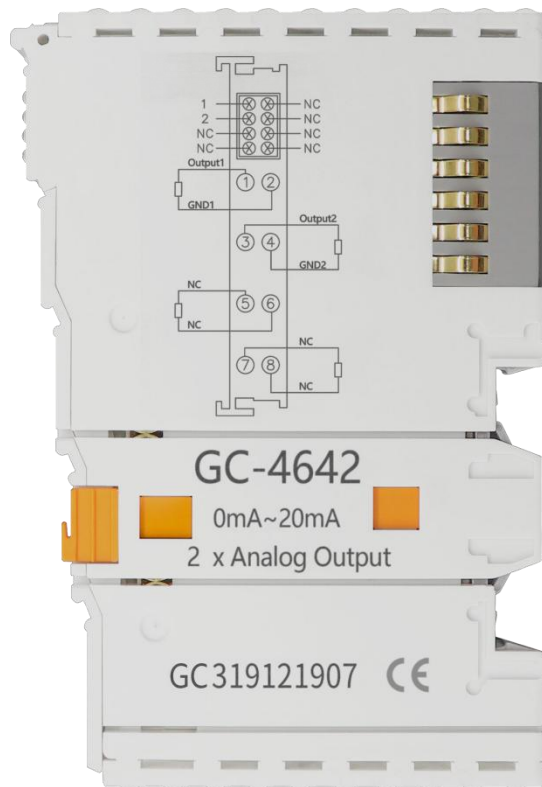 1 NC
2 NC
NC NC
NC NC
Output1
1 2
GND1
Output2
3 4
GND2
NC
5 6
NC
NC
7 8
NC
GC-4642
0mA~20mA
2 x Analog Output
GC319121907 CE